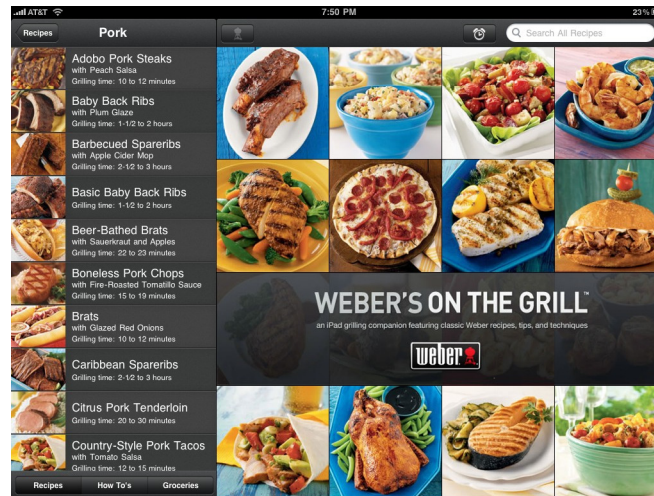 AT&T
7:50 PM
23%
Recipes
Pork
Search All Recipes
Adobo Pork Steaks
with Peach Salsa
Grilling time: 10 to 12 minutes
Baby Back Ribs
with Plum Glaze
Grilling time: 1-1/2 to 2 hours
Barbecued Spareribs
with Apple Cider Mop
Grilling time: 2-1/2 to 3 hours
Basic Baby Back Ribs
Grilling time: 1-1/2 to 2 hours
Beer-Bathed Brats
with Sauerkraut and Apples
Grilling time: 22 to 23 minutes
Boneless Pork Chops
with Fire-Roasted Tomatillo Sauce
Grilling time: 15 to 19 minutes
Brats
with Glazed Red Onions
Grilling time: 10 to 12 minutes
Caribbean Spareribs
Grilling time: 2-1/2 to 3 hours
Citrus Pork Tenderloin
Grilling time: 20 to 30 minutes
Country-Style Pork Tacos
with Tomato Salsa
Grilling time: 12 to 15 minutes
Recipes
How To's
Groceries
WEBER'S ON THE GRILL™
an iPad grilling companion featuring classic Weber recipes, tips, and techniques
weber